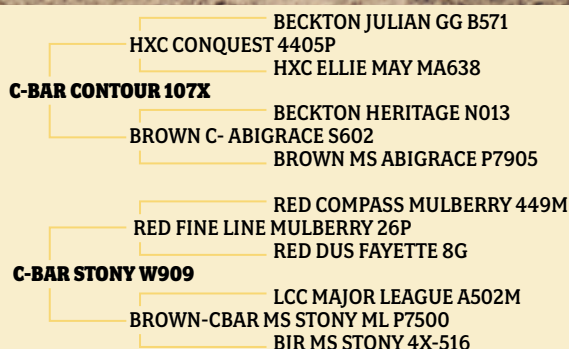 BECKTON JULIAN GG B571
HXC CONQUEST 4405P
HXC ELLIE MAY MA638
C-BAR CONTOUR 107X
BECKTON HERITAGE N013
BROWN C- ABIGRACE S602
BROWN MS ABIGRACE P7905
RED COMPASS MULBERRY 449M
RED FINE LINE MULBERRY 26P
RED DUS FAYETTE 8G
C-BAR STONY W909
LCC MAJOR LEAGUE A502M
BROWN-CBAR MS STONY ML P7500
BIR MS STONY 4X-516